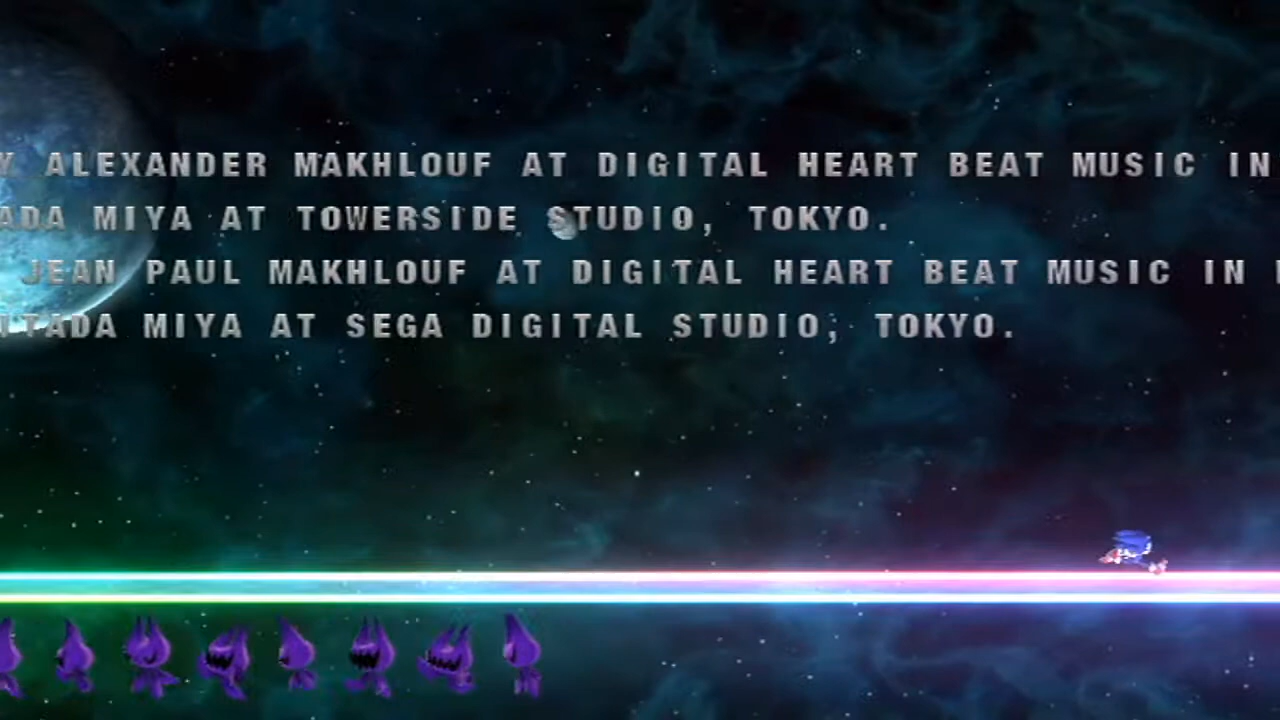 ALEXANDER MAKHLOUF AT DIGITAL HEART BEAT MUSIC IN
MIYA AT TOWERSIDE STUDIO, TOKYO.
JEAN PAUL MAKHLOUF AT DIGITAL HEART BEAT MUSIC IN
MIYA AT SEGA DIGITAL STUDIO, TOKYO.